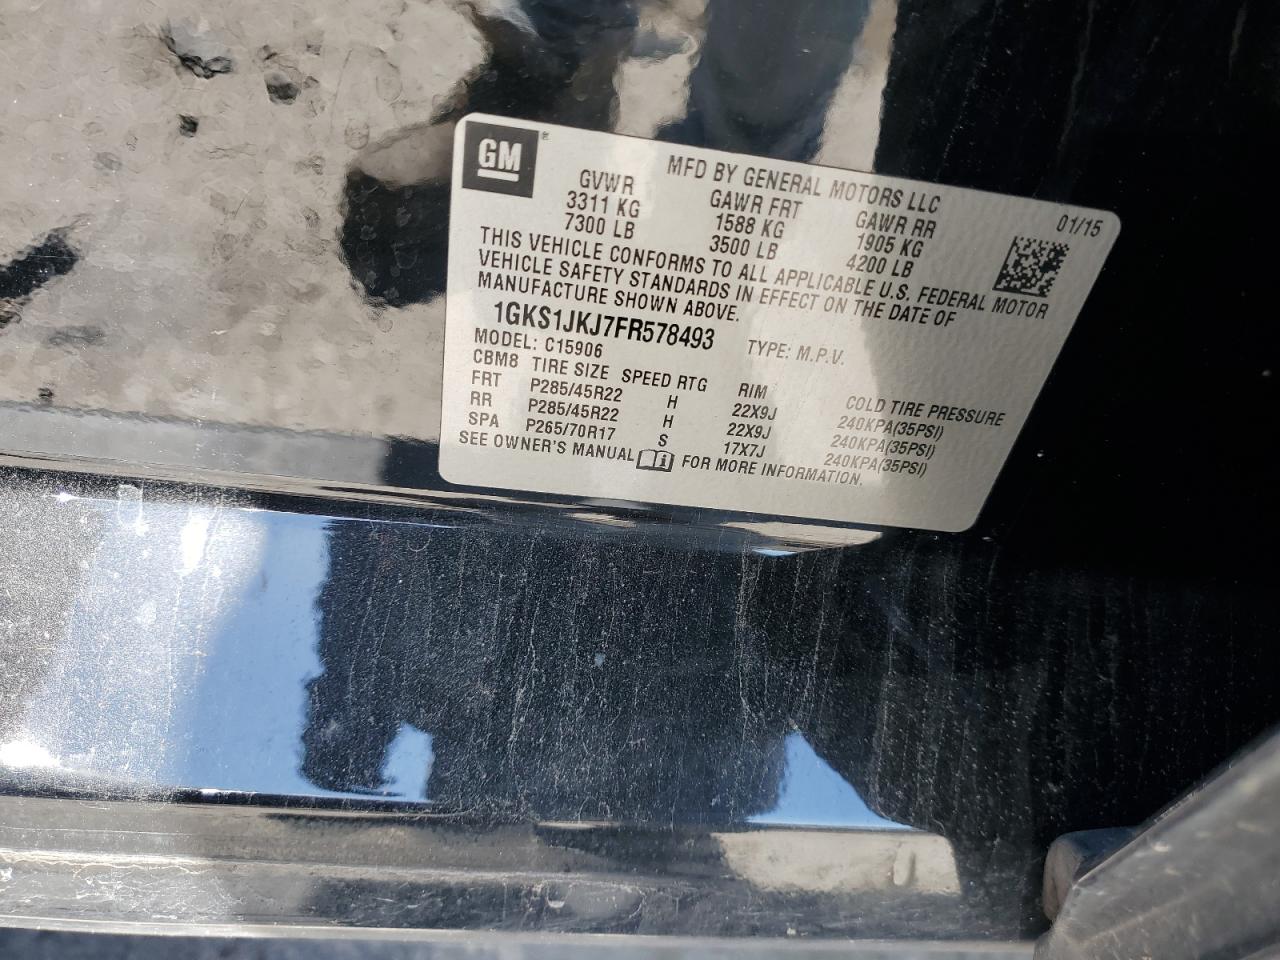 GM
MFD BY GENERAL MOTORS LLC
01/15
GVWR GAWR FRT GAWR RR
3311 KG 1588 KG 1905 KG
7300 LB 3500 LB 4200 LB
THIS VEHICLE CONFORMS TO ALL APPLICABLE U.S. FEDERAL MOTOR
VEHICLE SAFETY STANDARDS IN EFFECT ON THE DATE OF
MANUFACTURE SHOWN ABOVE.
1GKS1JKJ7FR578493 TYPE: M.P.V.
MODEL: C15906
CBM8 TIRE SIZE SPEED RTG RIM COLD TIRE PRESSURE
FRT P285/45R22 H 22X9J 240KPA(35PSI)
RR P285/45R22 H 22X9J 240KPA(35PSI)
SPA P265/70R17 S 17X7J 240KPA(35PSI)
SEE OWNER'S MANUAL FOR MORE INFORMATION.